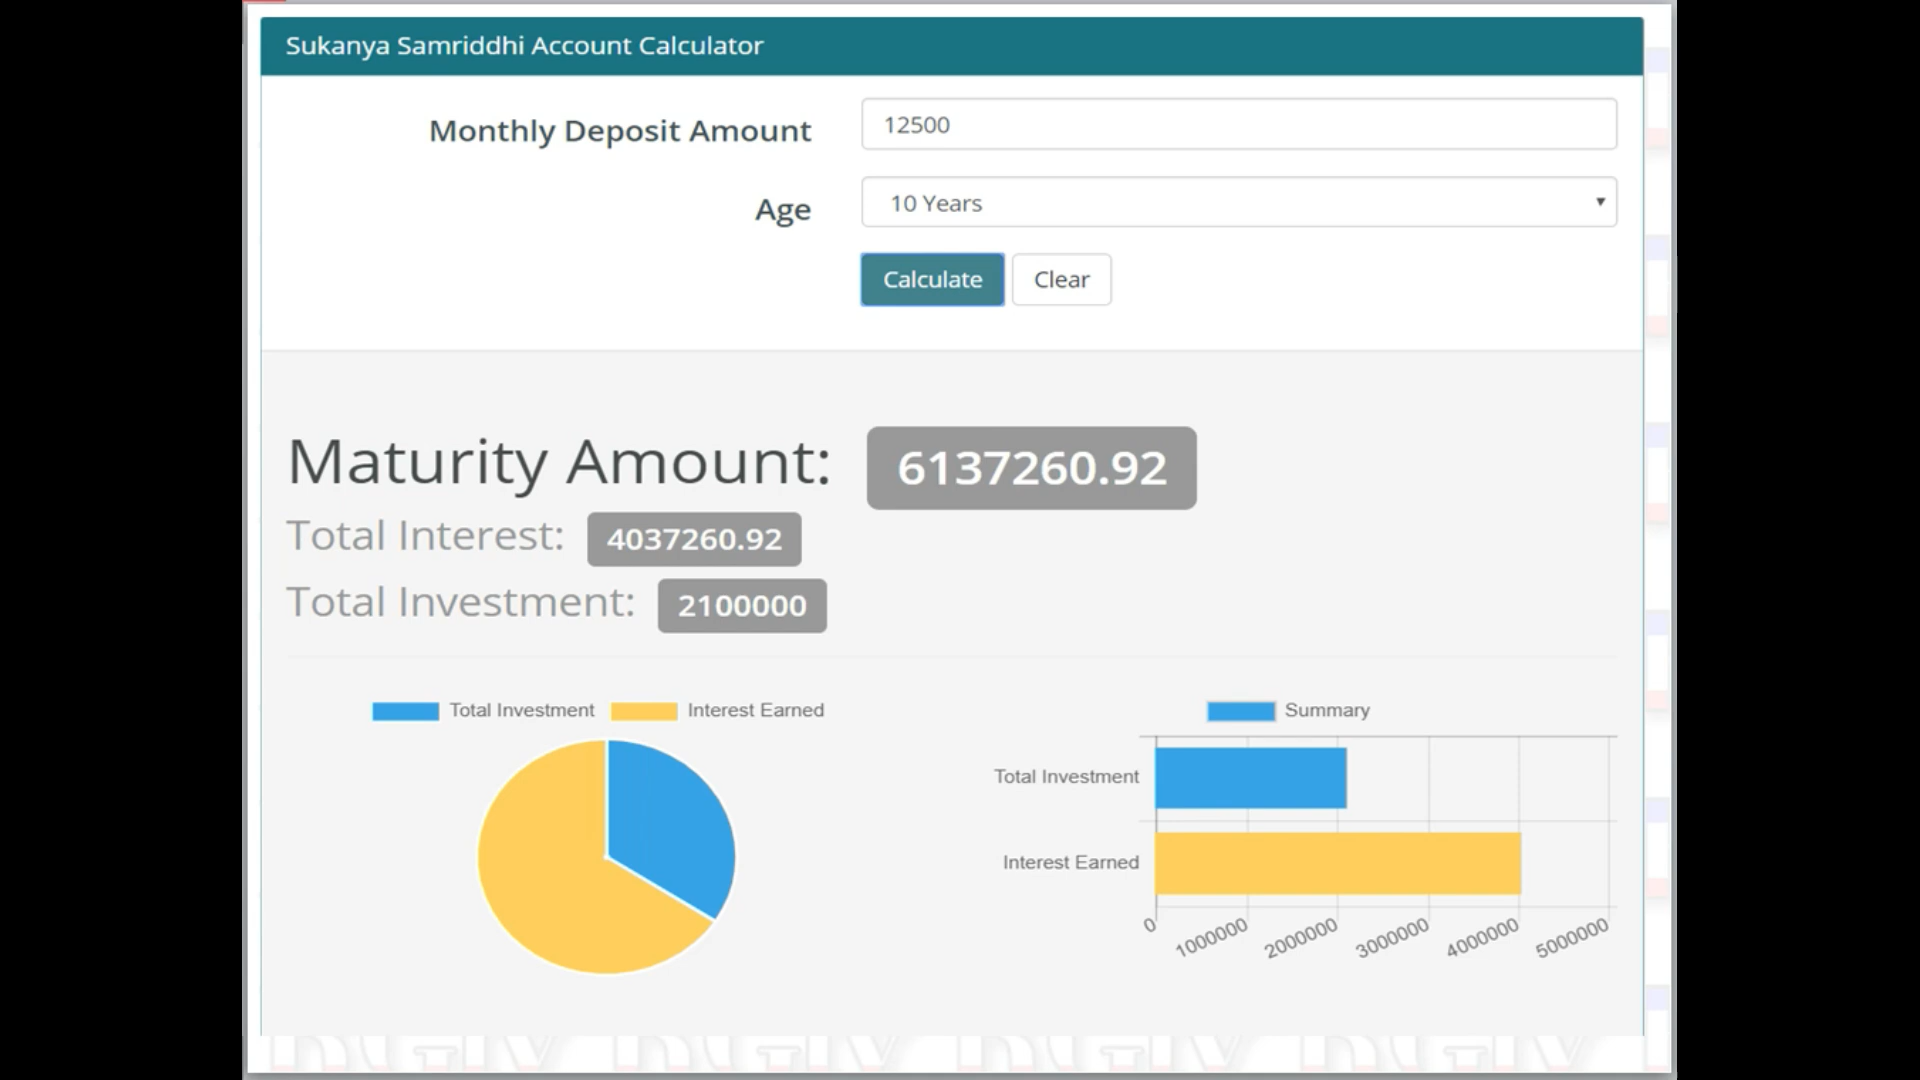 Sukanya Samriddhi Account Calculator
Monthly Deposit Amount 12500
Age 10 Years
Calculate Clear
Maturity Amount: 6137260.92
Total Interest: 4037260.92
Total Investment: 2100000
Total Investment Interest Earned
Summary
Total Investment
Interest Earned
0 1000000 2000000 3000000 4000000 5000000